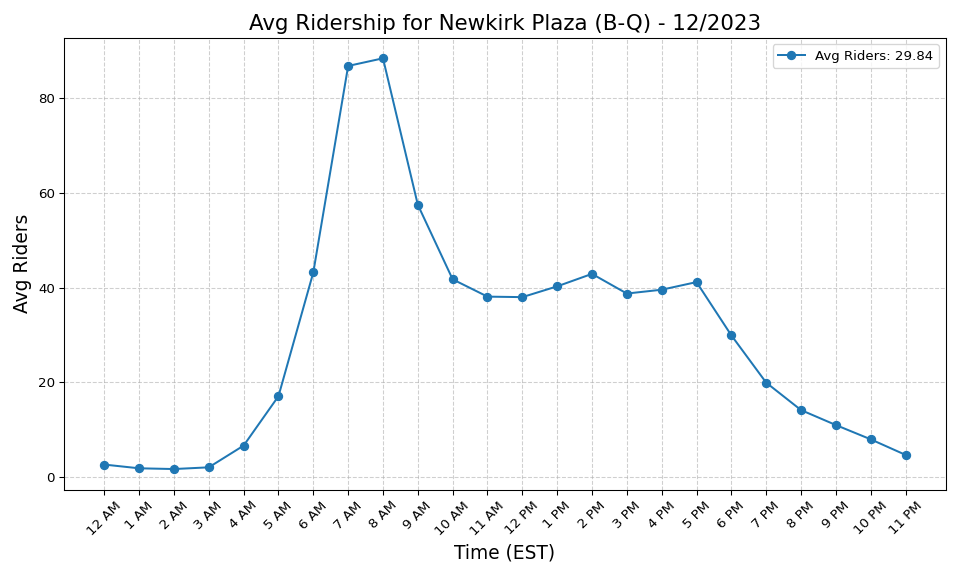 Avg Ridership for Newkirk Plaza (B-Q) - 12/2023
Avg Riders: 29.84
Avg Riders
80
60
40
20
0
12 AM
1 AM
2 AM
3 AM
4 AM
5 AM
6 AM
7 AM
8 AM
9 AM
10 AM
11 AM
12 PM
1 PM
2 PM
3 PM
4 PM
5 PM
6 PM
7 PM
8 PM
9 PM
10 PM
11 PM
Time (EST)